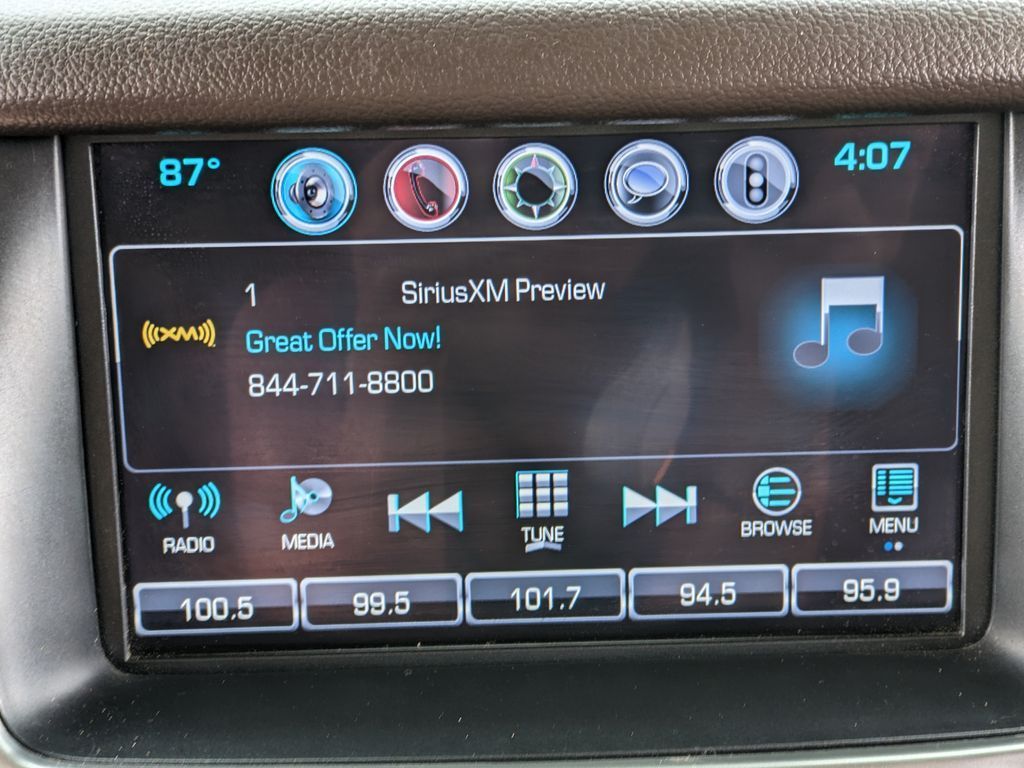 87° 4:07
1 SiriusXM Preview
((XM))
Great Offer Now!
844-711-8800
RADIO MEDIA TUNE BROWSE MENU
100.5 99.5 101.7 94.5 95.9